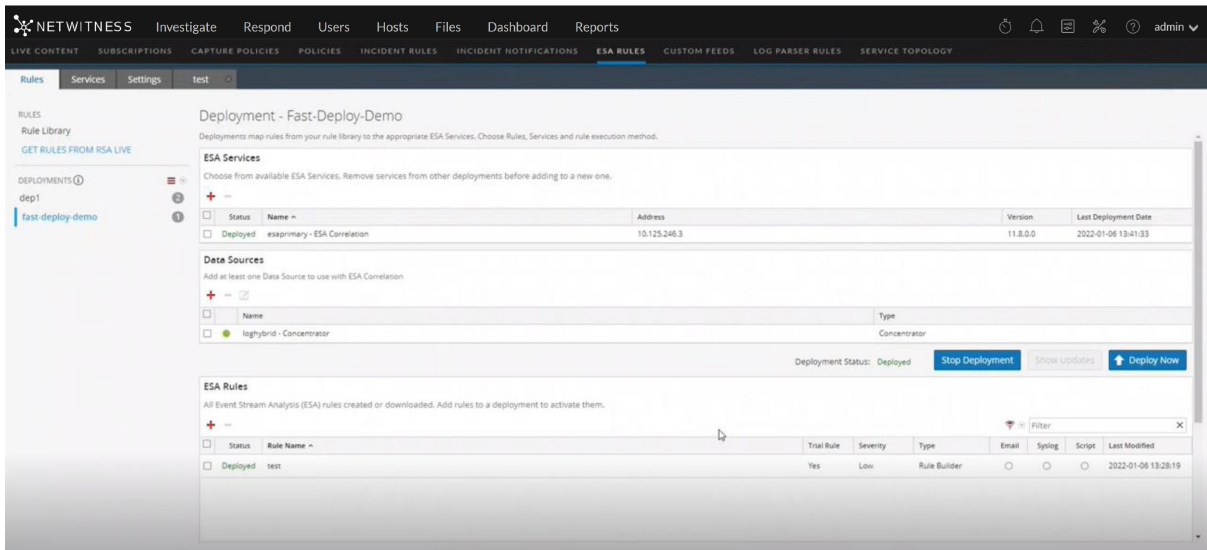 NETWITNESS Investigate Respond Users Hosts Files Dashboard Reports admin
LIVE CONTENT SUBSCRIPTIONS CAPTURE POLICIES POLICIES INCIDENT RULES INCIDENT NOTIFICATIONS ESA RULES CUSTOM FEEDS LOG PARSER RULES SERVICE TOPOLOGY
Rules Services Settings test
RULES
Rule Library
GET RULES FROM RSA LIVE
DEPLOYMENTS
dep1 2
fast-deploy-demo 1
Deployment - Fast-Deploy-Demo
Deployments map rules from your rule library to the appropriate ESA Services. Choose Rules, Services and rule execution method.
ESA Services
Choose from available ESA Services. Remove services from other deployments before adding to a new one.
Status Name Address Version Last Deployment Date
Deployed esaprimary - ESA Correlation 10.125.246.3 11.8.0.0 2022-01-06 13:41:33
Data Sources
Add at least one Data Source to use with ESA Correlation
Name Type
loghybrid - Concentrator Concentrator
Deployment Status: Deployed Stop Deployment Show Updates Deploy Now
ESA Rules
All Event Stream Analysis (ESA) rules created or downloaded. Add rules to a deployment to activate them.
Filter
Status Rule Name Trial Rule Severity Type Email Syslog Script Last Modified
Deployed test Yes Low Rule Builder 2022-01-06 13:28:19